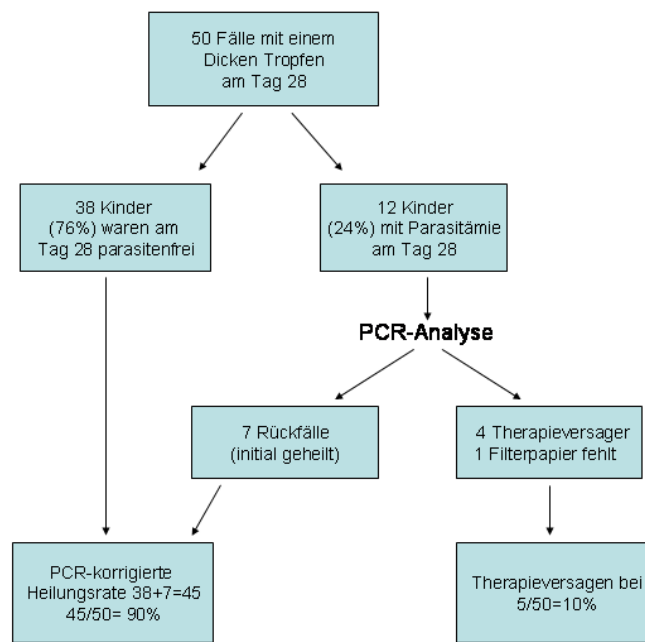 50 Fälle mit einem
Dicken Tropfen
am Tag 28
38 Kinder
(76%) waren am
Tag 28 parasitenfrei
12 Kinder
(24%) mit Parasitämie
am Tag 28
PCR-Analyse
7 Rückfälle
(initial geheilt)
4 Therapieversager
1 Filterpapier fehlt
PCR-korrigierte
Heilungsrate 38+7=45
45/50= 90%
Therapieversagen bei
5/50=10%